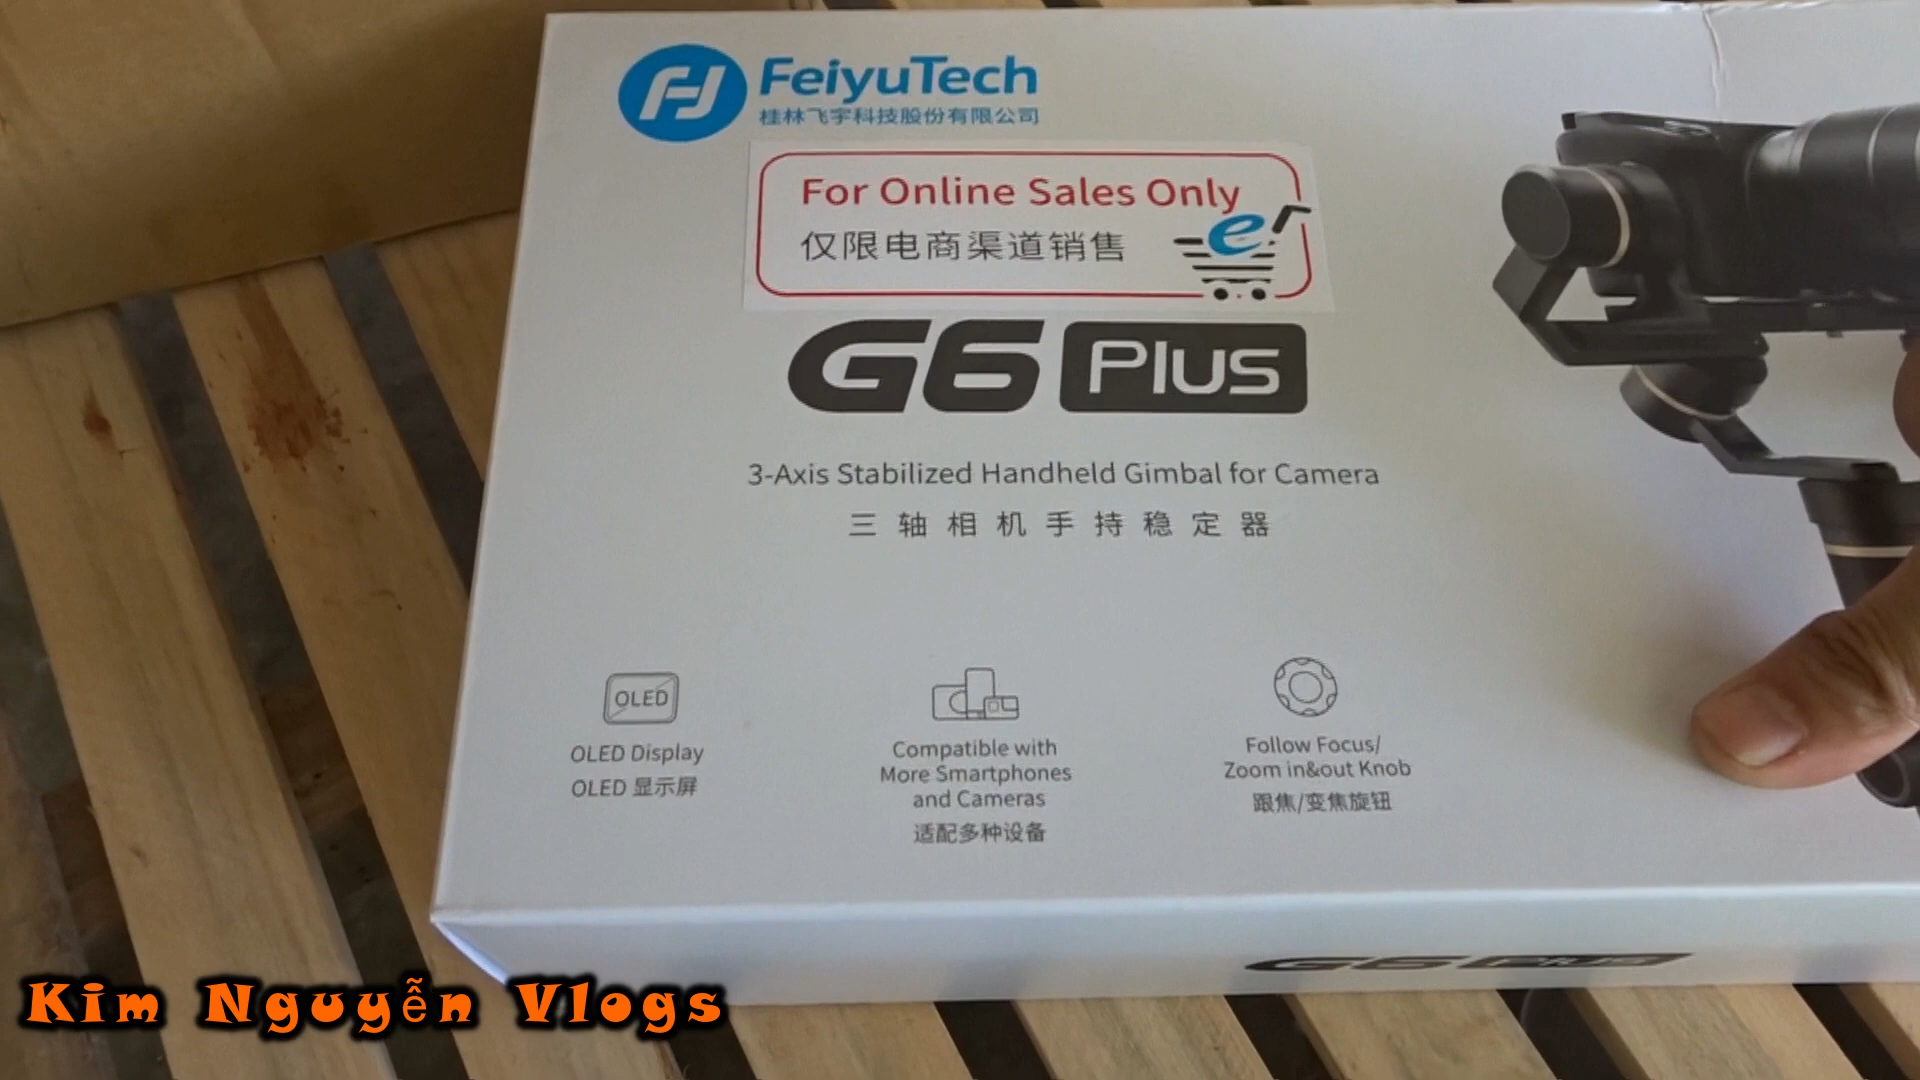 FeiyuTech
桂林飞宇科技股份有限公司
For Online Sales Only
仅限电商渠道销售
e
G6 Plus
3-Axis Stabilized Handheld Gimbal for Camera
三轴相机手持稳定器
OLED
OLED Display
OLED 显示屏
Compatible with
More Smartphones
and Cameras
适配多种设备
Follow Focus/
Zoom in&out Knob
跟焦/变焦旋钮
G6 Plus
Kim Nguyễn Vlogs